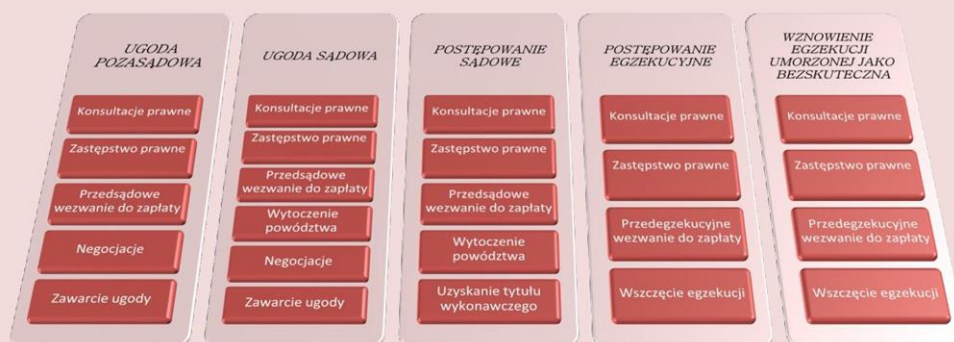 UGODA
POZASĄDOWA
Konsultacje prawne
Zastępstwo prawne
Przedsądowe
wezwanie do zapłaty
Negocjacje
Zawarcie ugody
UGODA SĄDOWA
Konsultacje prawne
Zastępstwo prawne
Przedsądowe
wezwanie do zapłaty
Wytoczenie
powództwa
Negocjacje
Zawarcie ugody
POSTĘPOWANIE
SĄDOWE
Konsultacje prawne
Zastępstwo prawne
Przedsądowe
wezwanie do zapłaty
Wytoczenie
powództwa
Uzyskanie tytułu
wykonawczego
POSTĘPOWANIE
EGZEKUCYJNE
Konsultacje prawne
Zastępstwo prawne
Przedegzekucyjne
wezwanie do zapłaty
Wszczęcie egzekucji
WZNOWIENIE
EGZEKUCJI
UMORZONEJ JAKO
BEZSKUTECZNA
Konsultacje prawne
Zastępstwo prawne
Przedegzekucyjne
wezwanie do zapłaty
Wszczęcie egzekucji